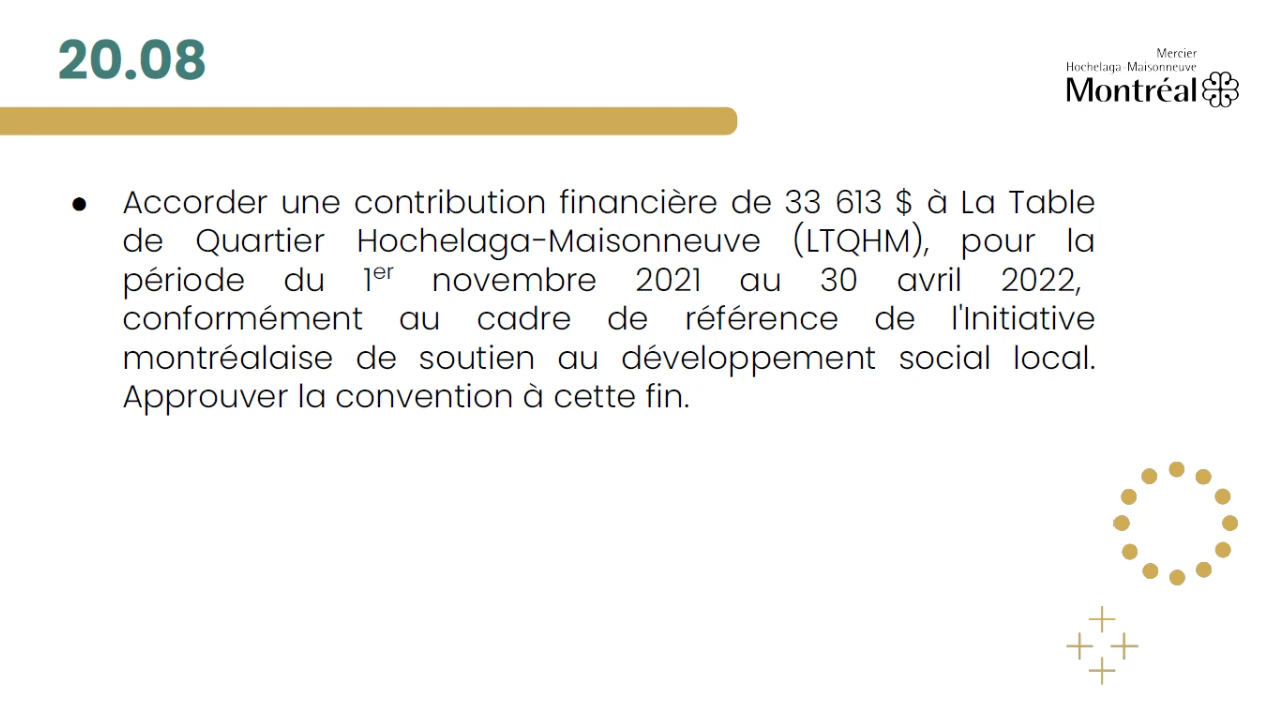 20.08
Mercier
Hochelaga-Maisonneuve
Montréal
● Accorder une contribution financière de 33 613 $ à La Table
de Quartier Hochelaga-Maisonneuve (LTQHM), pour la
période du 1er novembre 2021 au 30 avril 2022,
conformément au cadre de référence de l'Initiative
montréalaise de soutien au développement social local.
Approuver la convention à cette fin.